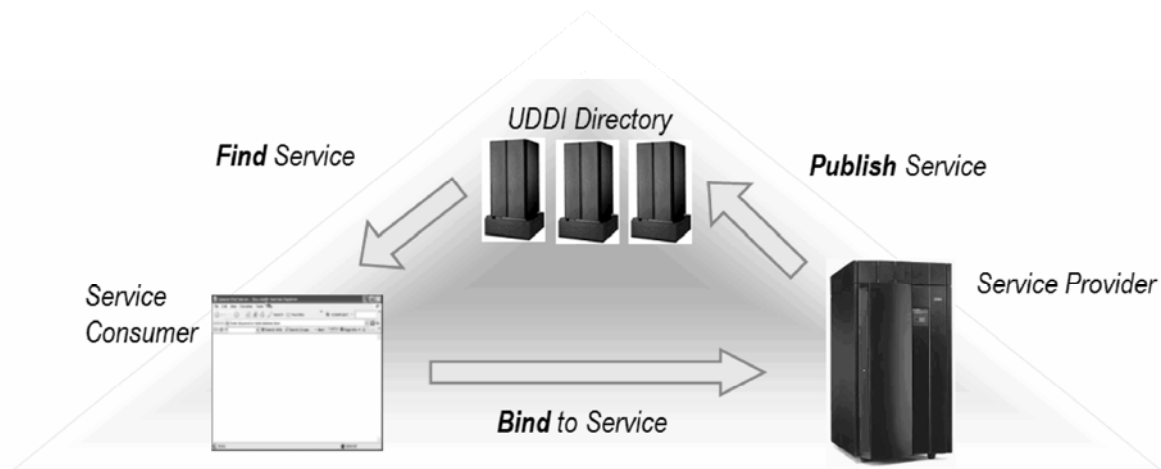 UDDI Directory
Find Service
Publish Service
Service
Consumer
Service Provider
Bind to Service